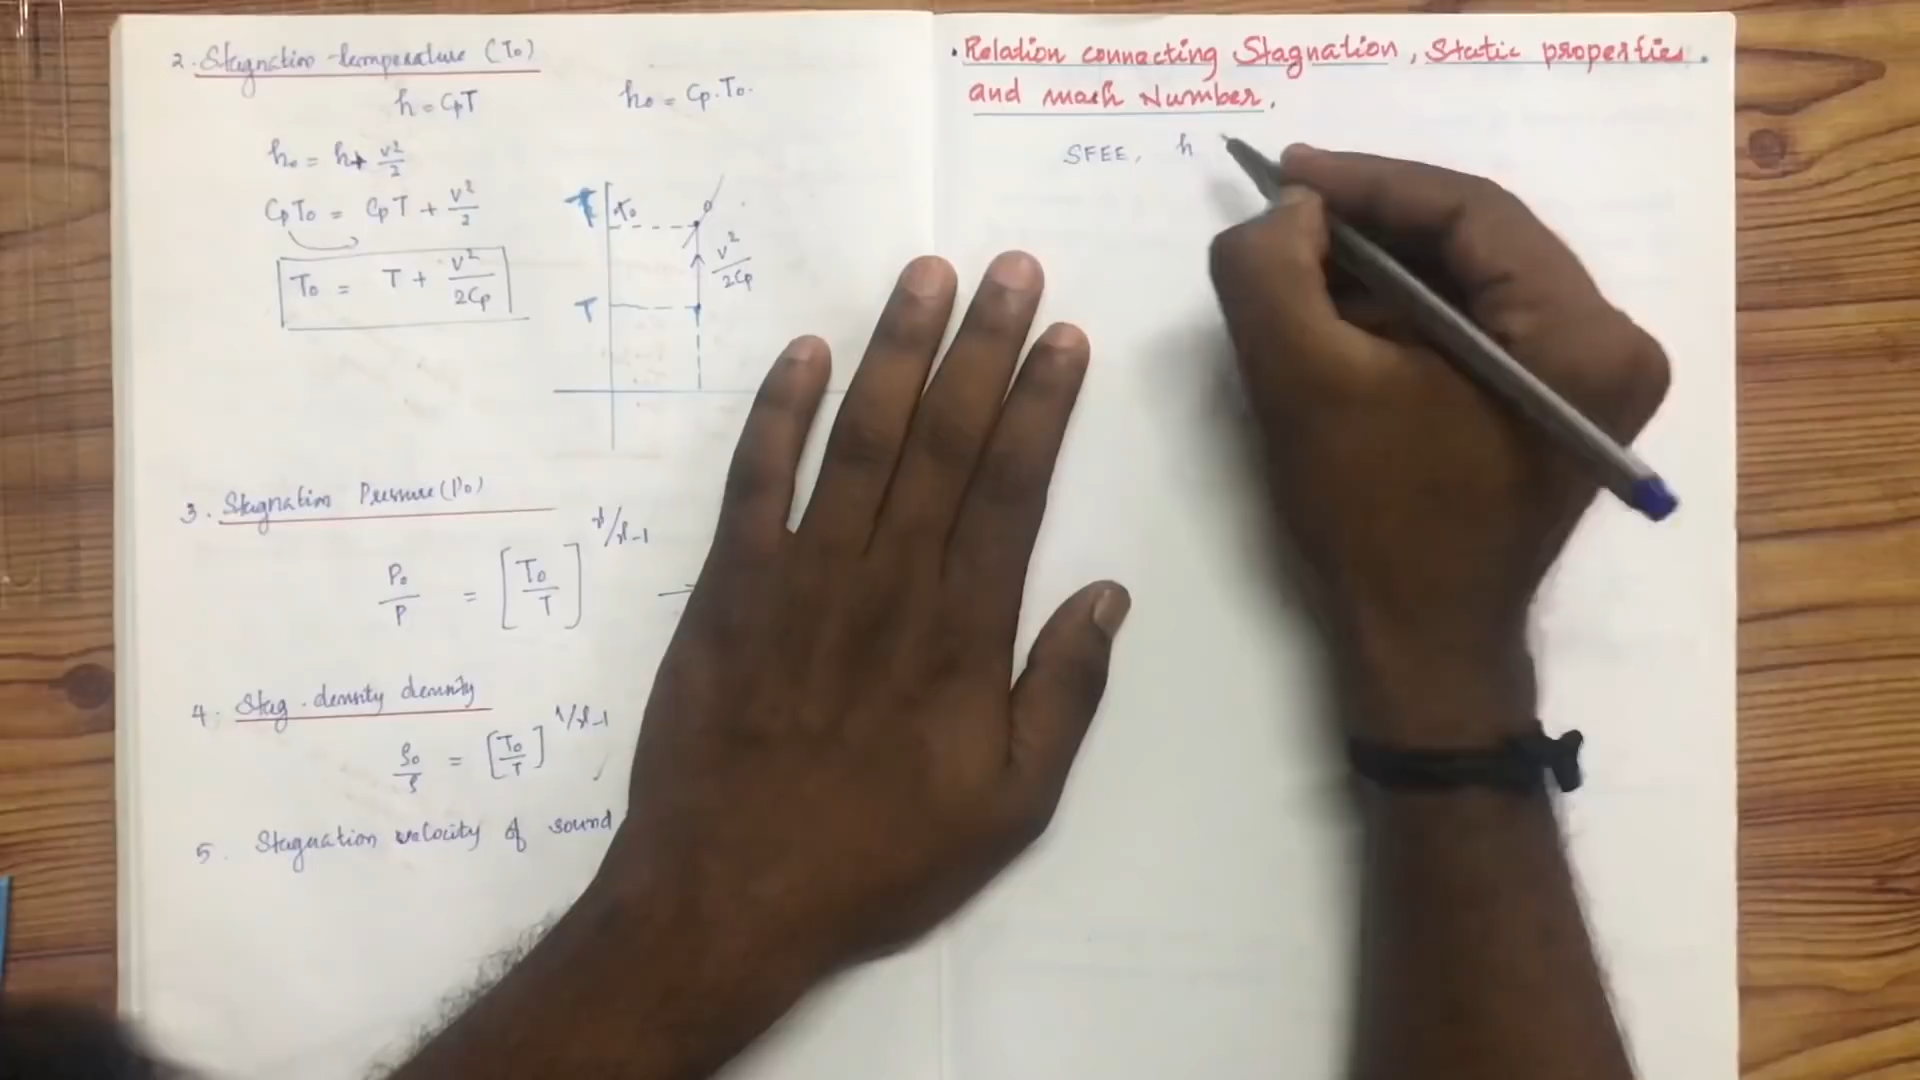 2. Stagnation temperature (T₀)
h = CpT
h₀ = Cp.T₀.
h₀ = h+ v²/2
CpT₀ = CpT + v²/2
T₀ = T + v²/2Cp
T
T₀
0
v²/2Cp
T
3. Stagnation Pressure (P₀)
P₀/P = [T₀/T]^γ/γ-1 →
4. Stag. density density
ρ₀/ρ = [T₀/T]^1/γ-1
5. Stagnation velocity of sound
. Relation connecting Stagnation, Static properties.
and mach Number.
SFEE, h